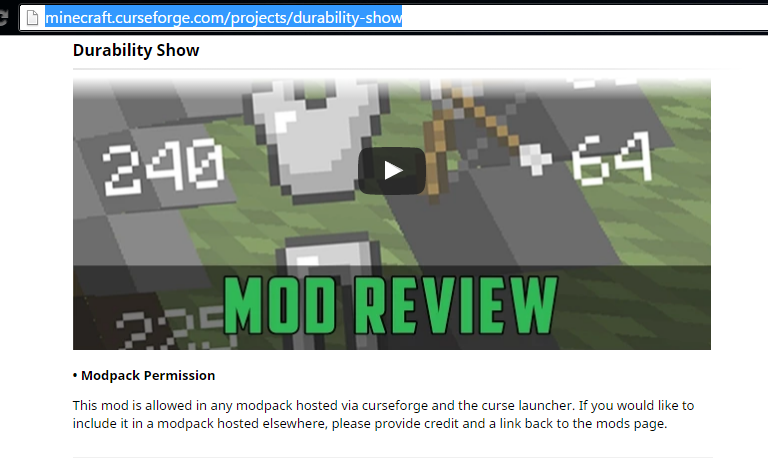 minecraft.curseforge.com/projects/durability-show
Durability Show
240
64
225
MOD REVIEW
• Modpack Permission
This mod is allowed in any modpack hosted via curseforge and the curse launcher. If you would like to
include it in a modpack hosted elsewhere, please provide credit and a link back to the mods page.